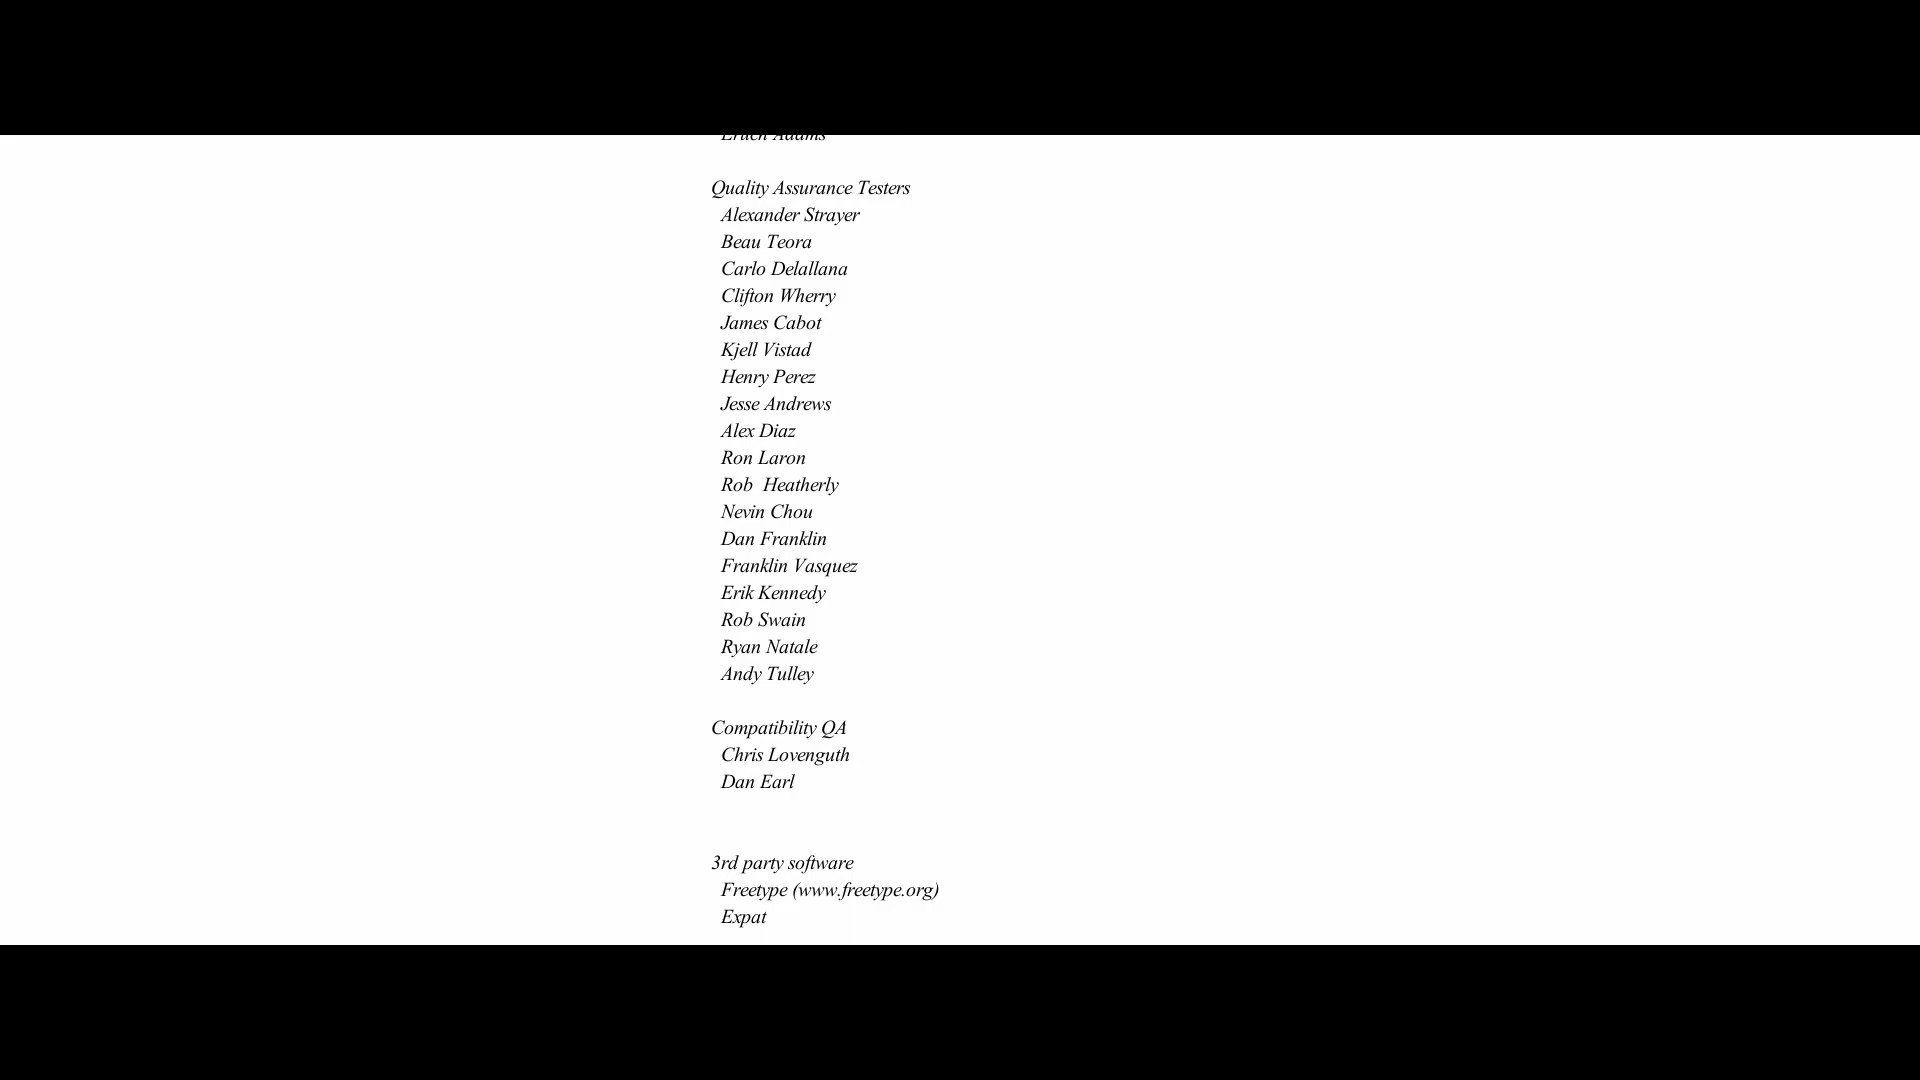 Quality Assurance Testers
Alexander Strayer
Beau Teora
Carlo Delallana
Clifton Wherry
James Cabot
Kjell Vistad
Henry Perez
Jesse Andrews
Alex Diaz
Ron Laron
Rob  Heatherly
Nevin Chou
Dan Franklin
Franklin Vasquez
Erik Kennedy
Rob Swain
Ryan Natale
Andy Tulley
Compatibility QA
Chris Lovenguth
Dan Earl
3rd party software
Freetype (www.freetype.org)
Expat